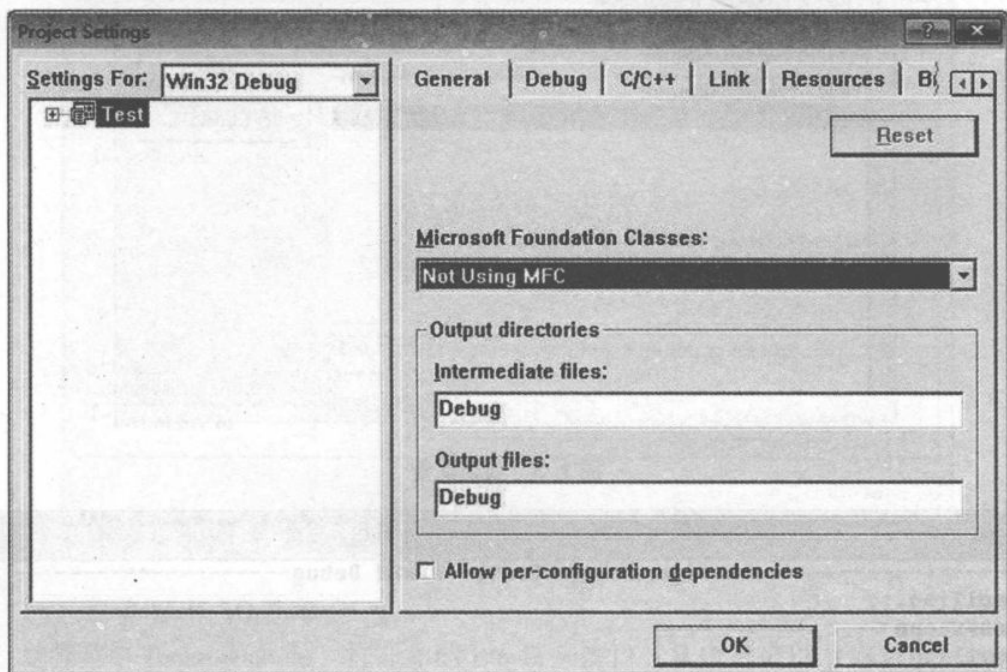 Project Settings
Settings For: Win32 Debug
Test
General Debug C/C++ Link Resources
Reset
Microsoft Foundation Classes:
Not Using MFC
Output directories
Intermediate files:
Debug
Output files:
Debug
Allow per-configuration dependencies
OK Cancel